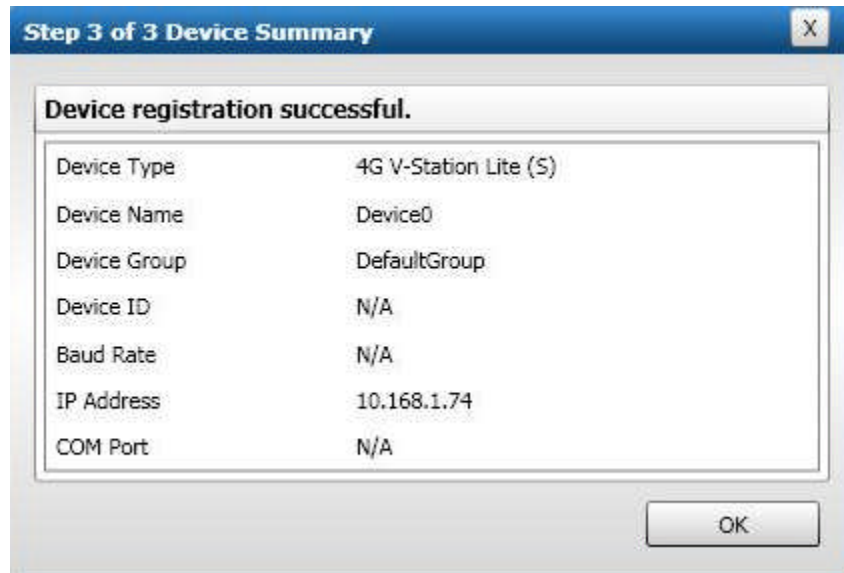 Step 3 of 3 Device Summary
X
Device registration successful.
Device Type 4G V-Station Lite (S)
Device Name Device0
Device Group DefaultGroup
Device ID N/A
Baud Rate N/A
IP Address 10.168.1.74
COM Port N/A
OK